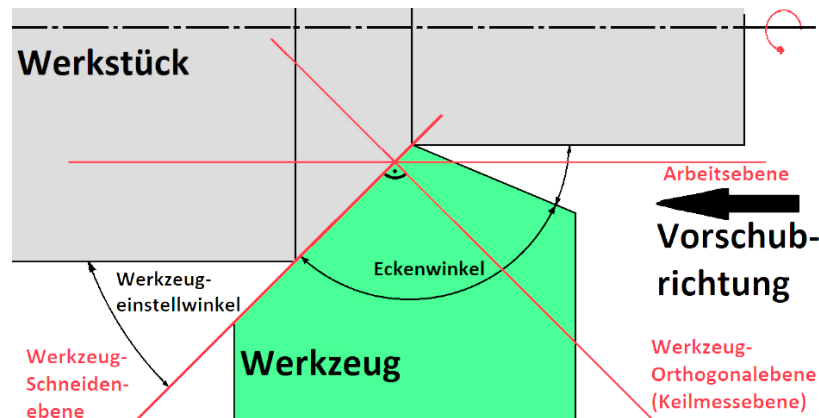 Werkstück
Arbeitsebene
Vorschub-
richtung
Werkzeug-
einstellwinkel
Eckenwinkel
Werkzeug-
Schneiden-
ebene
Werkzeug
Werkzeug-
Orthogonalebene
(Keilmessebene)